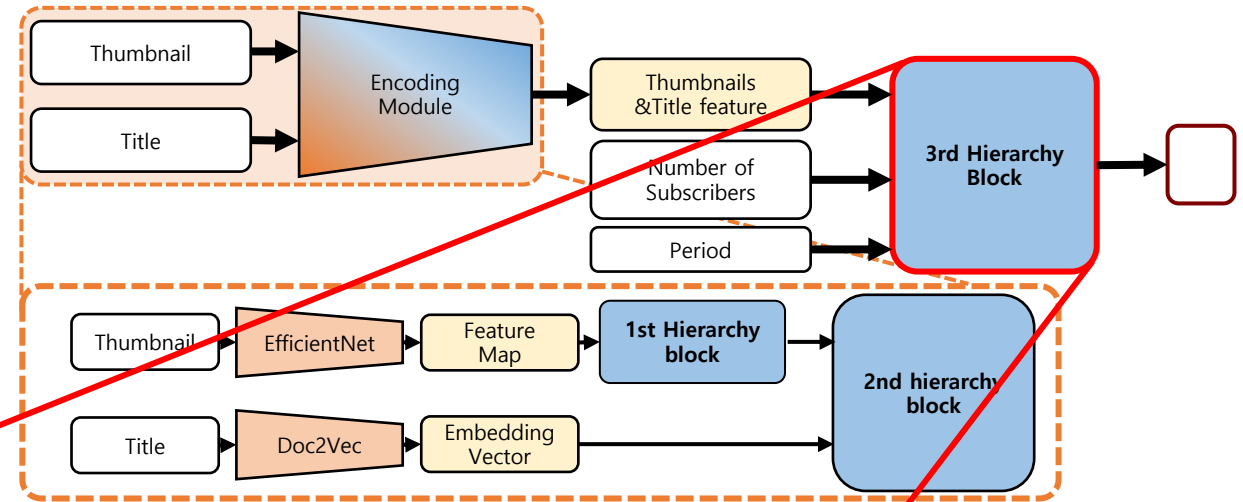 Thumbnail
Title
Encoding
Module
Thumbnails
&Title feature
Number of
Subscribers
Period
3rd Hierarchy
Block
Thumbnail
EfficientNet
Feature
Map
1st Hierarchy
block
2nd hierarchy
block
Title
Doc2Vec
Embedding
Vector